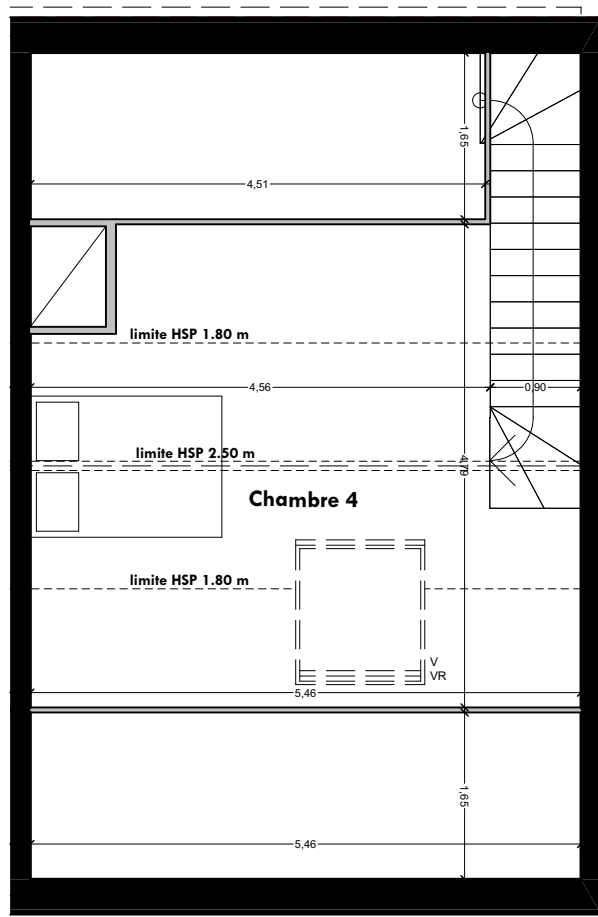 1,65
4,51
limite HSP 1.80 m
4,56
0,90
limite HSP 2.50 m
4,79
Chambre 4
limite HSP 1.80 m
V
VR
5,46
1,65
5,46